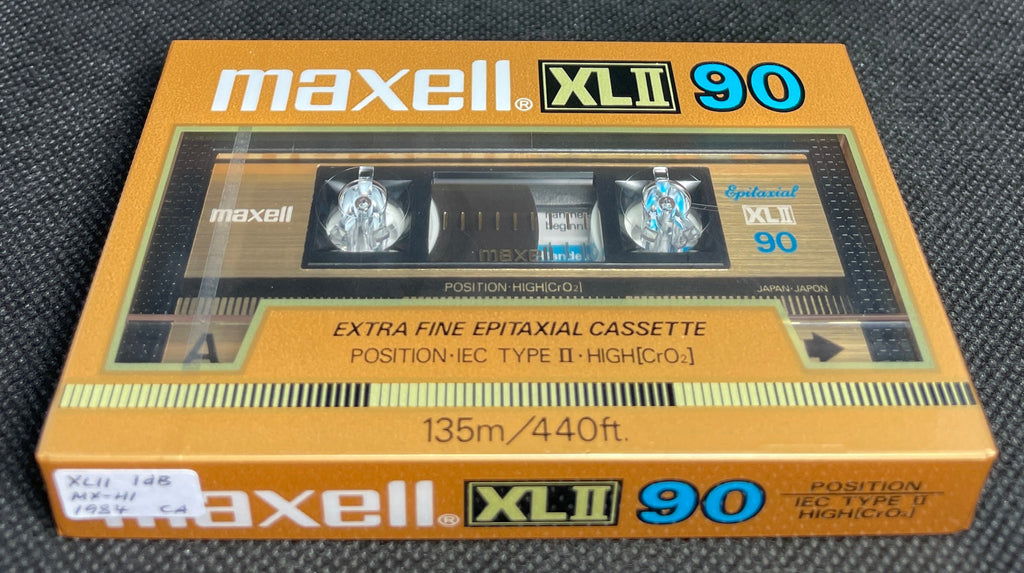 maxell® XLII 90
maxell
Epitaxial
XLII
90
maxell
POSITION·HIGH[CrO₂]
JAPAN·JAPON
A
EXTRA FINE EPITAXIAL CASSETTE
POSITION·IEC TYPE II·HIGH[CrO₂]
135m/440ft.
XLII 1dB
MX-HI
1984 CA
maxell® XLII 90
POSITION
IEC TYPE II
HIGH[CrO₂]